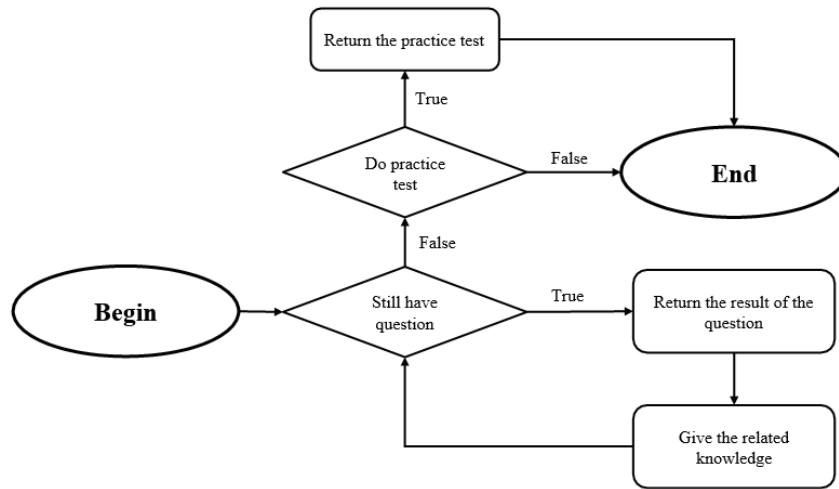 Return the practice test
True
Do practice
test
False
End
False
Begin
Still have
question
True
Return the result of the
question
Give the related
knowledge